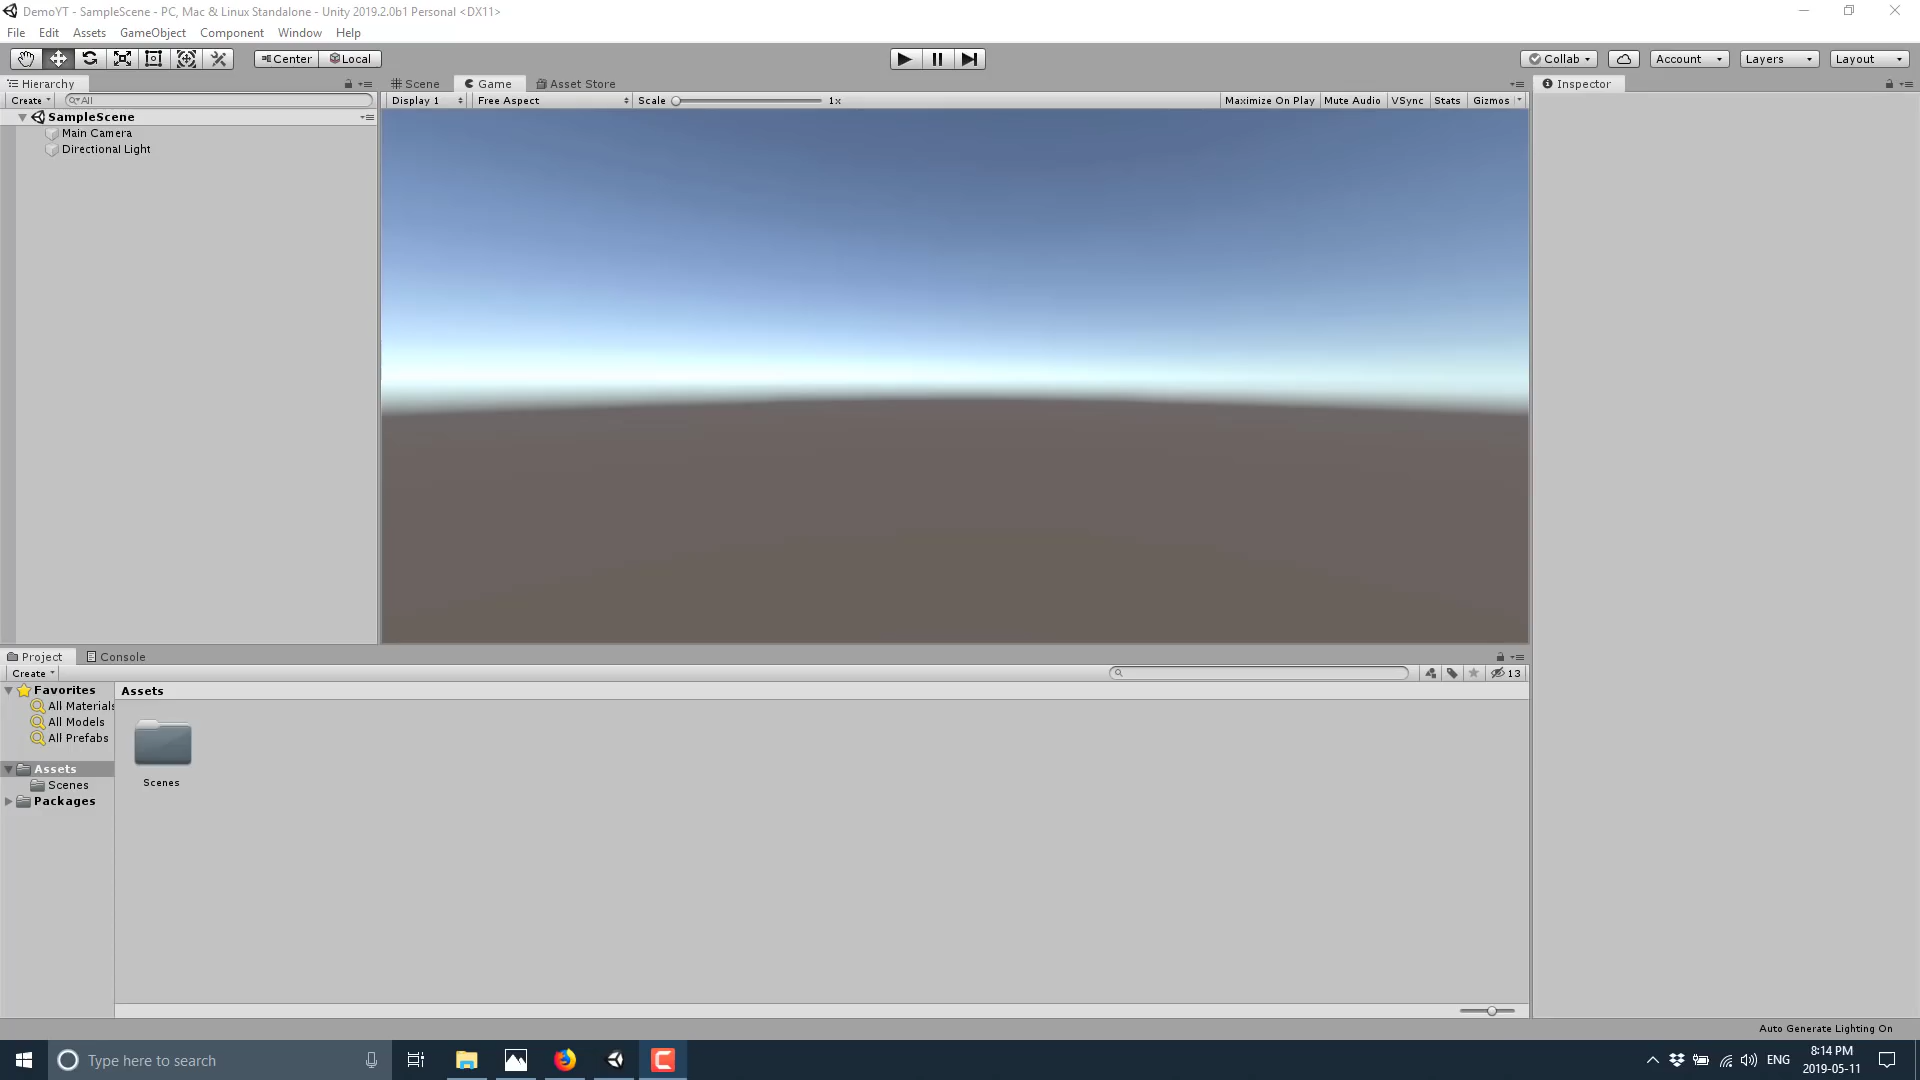 DemoYT - SampleScene - PC, Mac & Linux Standalone - Unity 2019.2.0b1 Personal <DX11>
File Edit Assets GameObject Component Window Help
Center Local Collab Account Layers Layout
Hierarchy Scene Game Asset Store Inspector
Create All Display 1 Free Aspect Scale 1x Maximize On Play Mute Audio VSync Stats Gizmos
SampleScene
Main Camera
Directional Light
Project Console
Create 13
Favorites Assets
All Materials
All Models
All Prefabs
Assets
Scenes
Scenes
Packages
Auto Generate Lighting On
Type here to search ENG 8:14 PM
2019-05-11